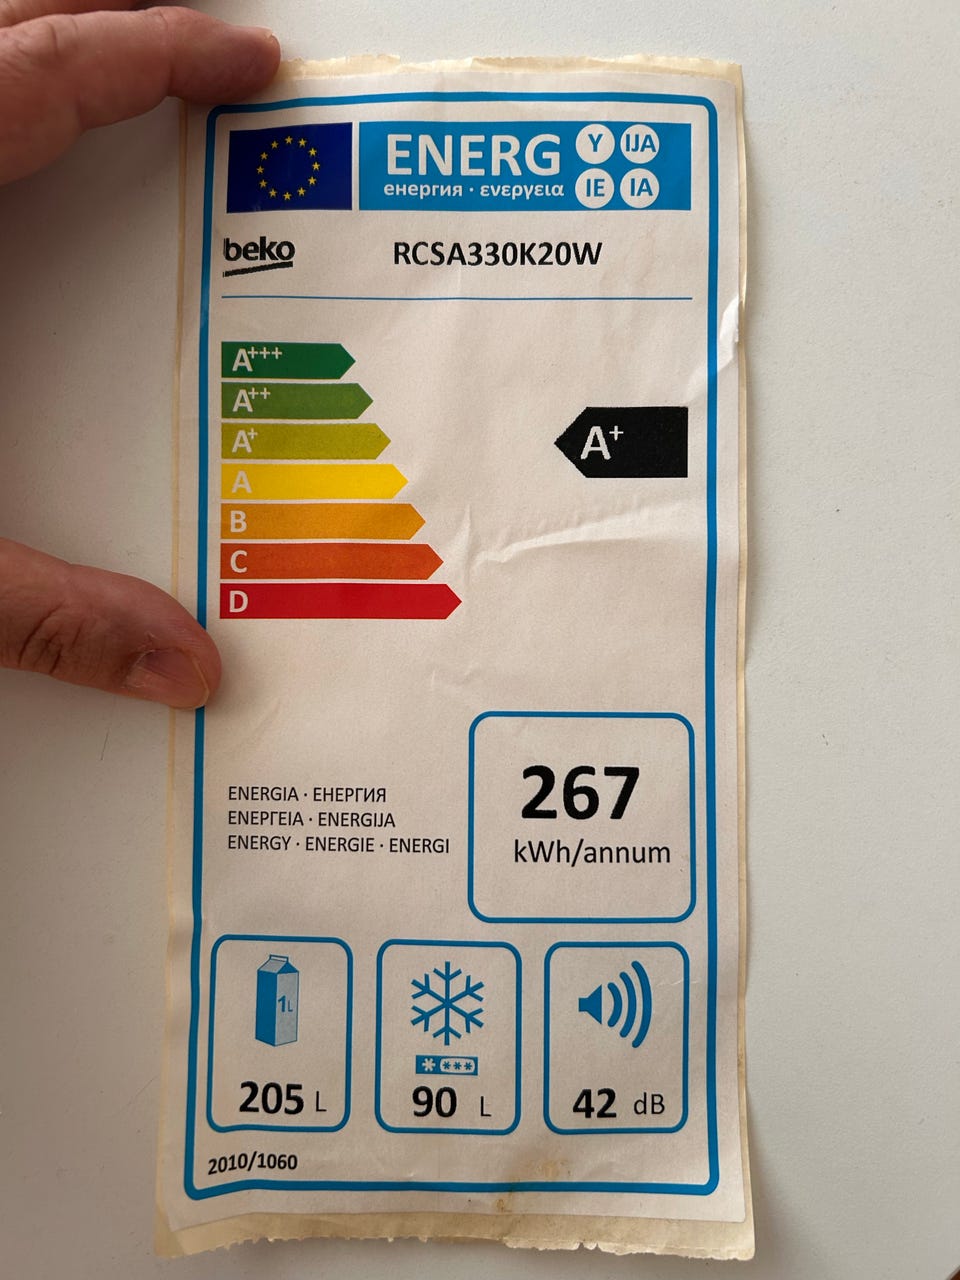 ENERG Y IJA
енергия · ενεργεια IE IA
beko RCSA330K20W
A+++
A++
A+
A+
A
B
C
D
267
kWh/annum
ENERGIA · ЕНЕРГИЯ
ΕΝΕΡΓΕΙΑ · ENERGIJA
ENERGY · ENERGIE · ENERGI
1L
205 L
90 L
42 dB
2010/1060